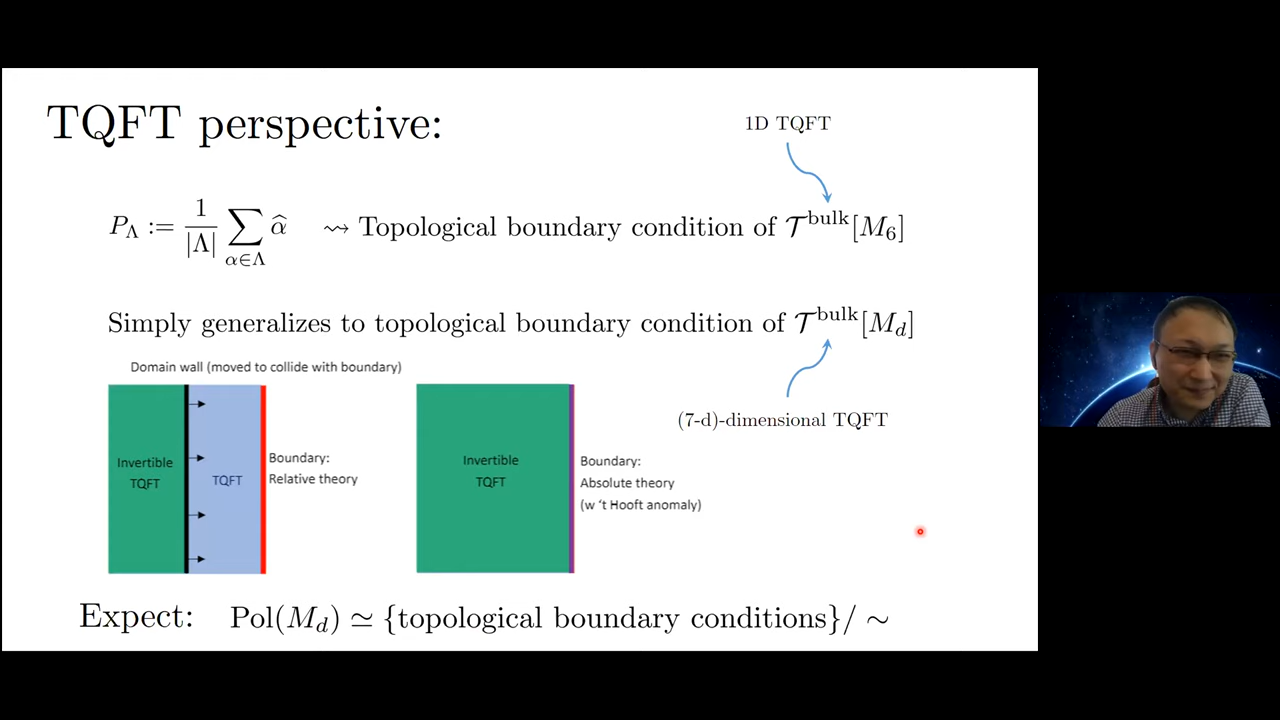 TQFT perspective:
1D TQFT
P_Λ := 1/|Λ| ∑_{α∈Λ} α̂ ⇝ Topological boundary condition of 𝒯^bulk[M_6]
Simply generalizes to topological boundary condition of 𝒯^bulk[M_d]
Domain wall (moved to collide with boundary)
(7-d)-dimensional TQFT
Invertible
TQFT
TQFT
Boundary:
Relative theory
Invertible
TQFT
Boundary:
Absolute theory
(w ‘t Hooft anomaly)
Expect: Pol(M_d) ≃ {topological boundary conditions}/ ∼